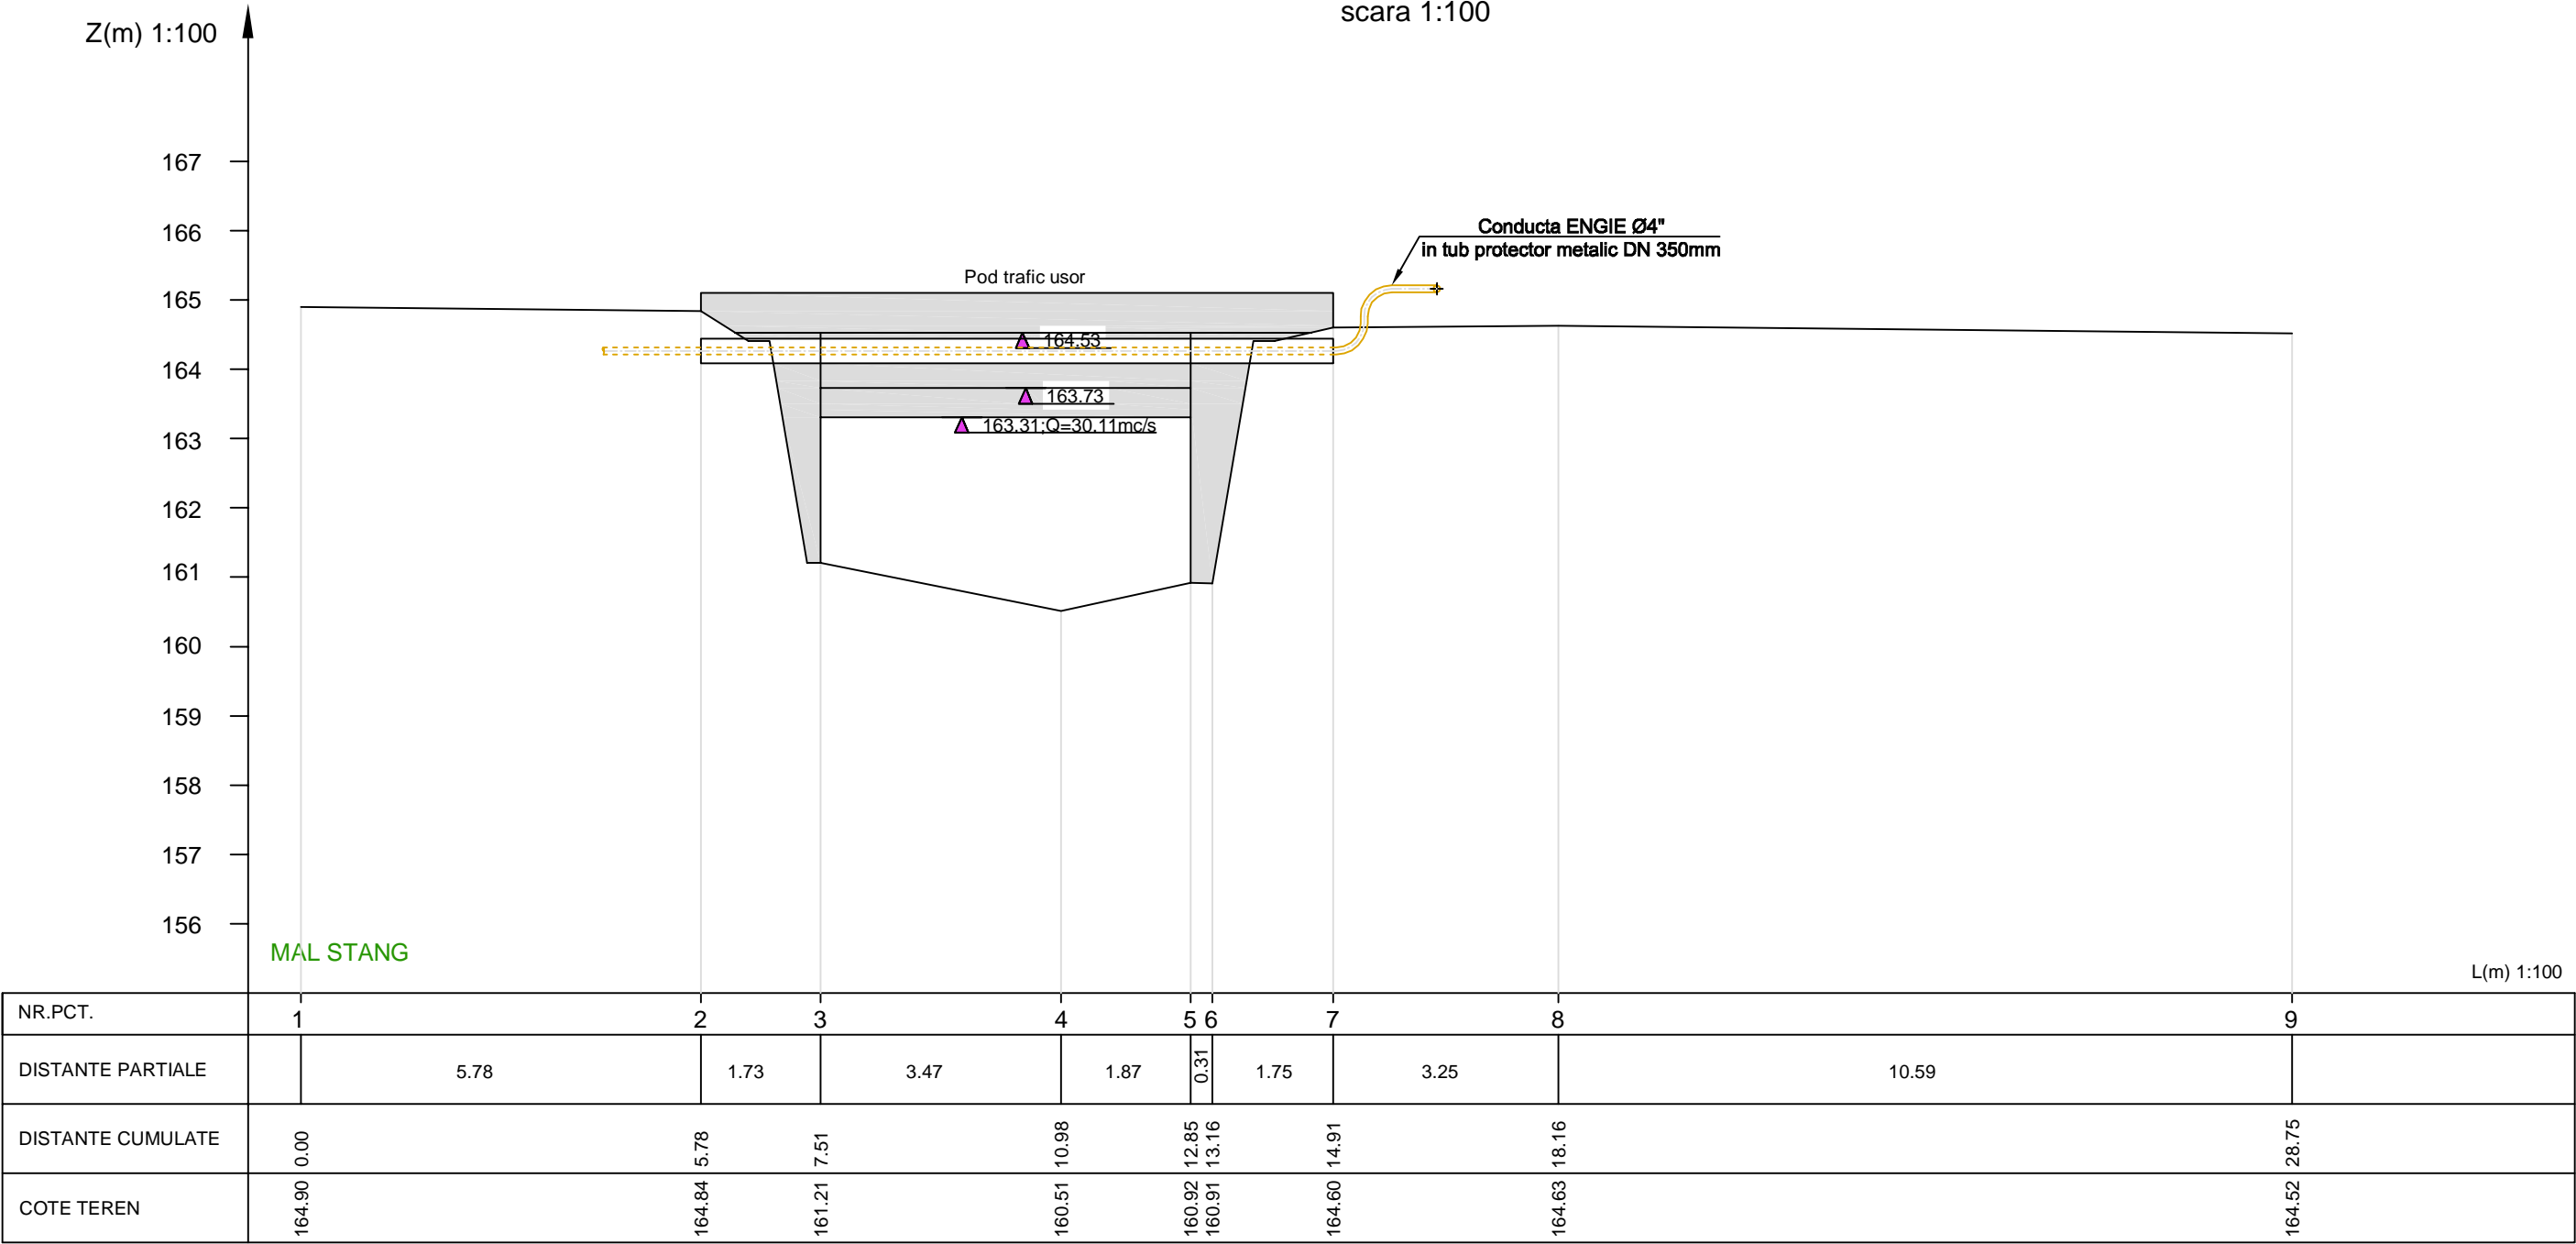 scara 1:100
Z(m) 1:100
167
166
165
164
163
162
161
160
159
158
157
156
Conducta ENGIE Ø4"
in tub protector metalic DN 350mm
Pod trafic usor
164.53
163.73
163.31;Q=30.11mc/s
MAL STANG
L(m) 1:100
NR.PCT. 1 2 3 4 5 6 7 8 9
DISTANTE PARTIALE 5.78 1.73 3.47 1.87 0.31 1.75 3.25 10.59
DISTANTE CUMULATE 0.00 5.78 7.51 10.98 12.85 13.16 14.91 18.16 28.75
COTE TEREN 164.90 164.84 161.21 160.51 160.92 160.91 164.60 164.63 164.52